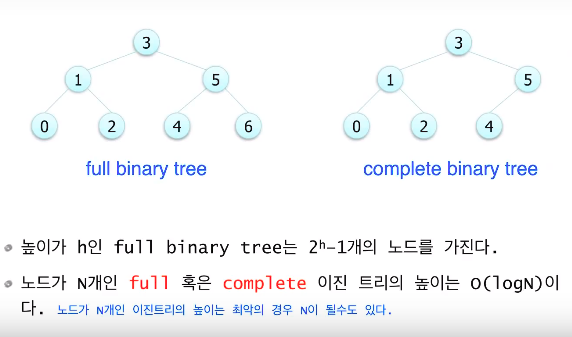 3
3
1
5
1
5
0
2
4
6
0
2
4
full binary tree
complete binary tree
높이가 h인 full binary tree는 2ʰ-1개의 노드를 가진다.
노드가 N개인 full 혹은 complete 이진 트리의 높이는 O(logN)이
다. 노드가 N개인 이진트리의 높이는 최악의 경우 N이 될수도 있다.